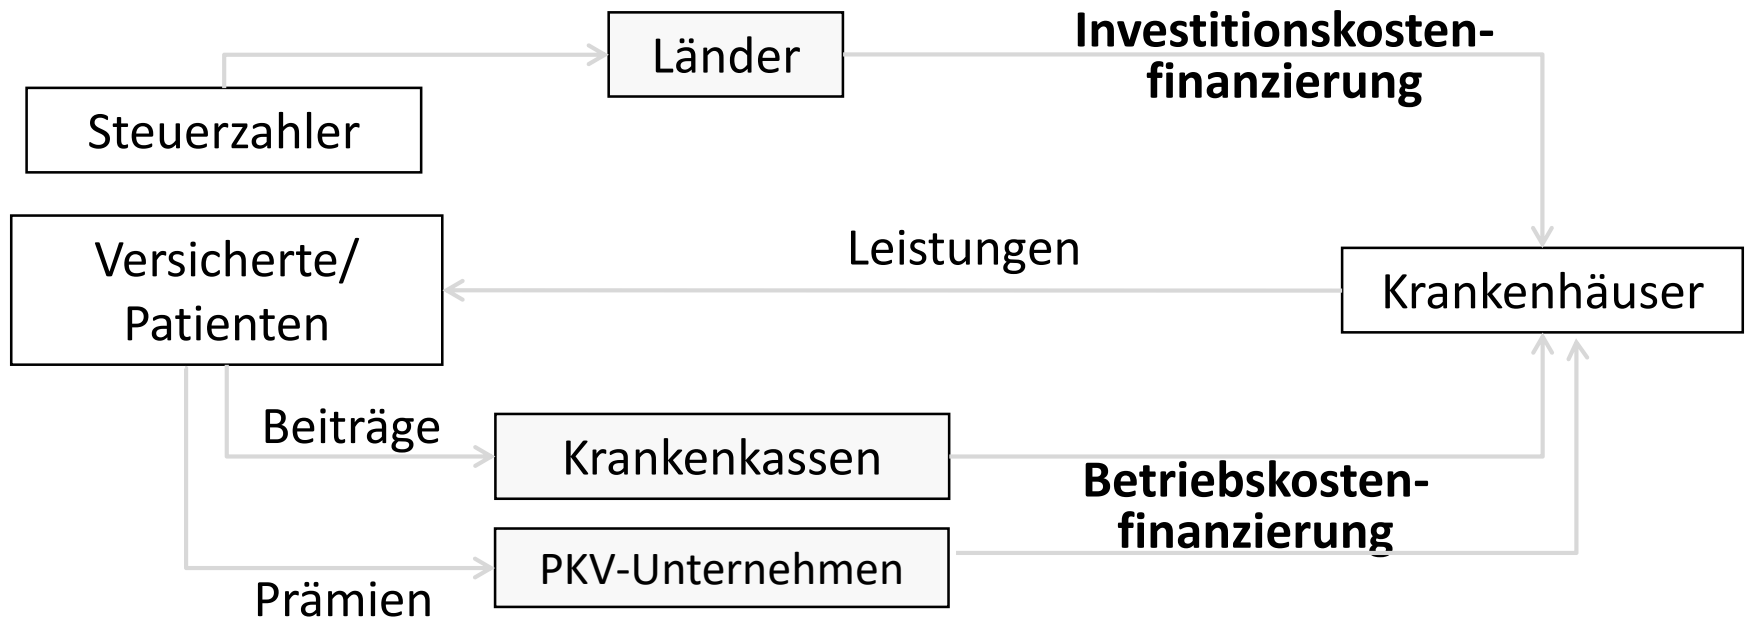 Länder
Investitionskosten-
finanzierung
Steuerzahler
Versicherte/
Patienten
Leistungen
Krankenhäuser
Beiträge
Krankenkassen
Betriebskosten-
finanzierung
PKV-Unternehmen
Prämien